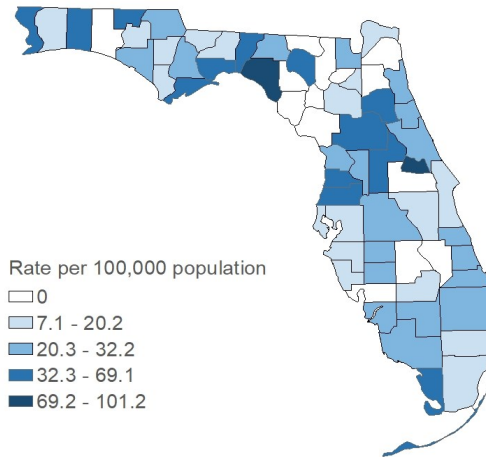 Rate per 100,000 population
0
7.1 - 20.2
20.3 - 32.2
32.3 - 69.1
69.2 - 101.2